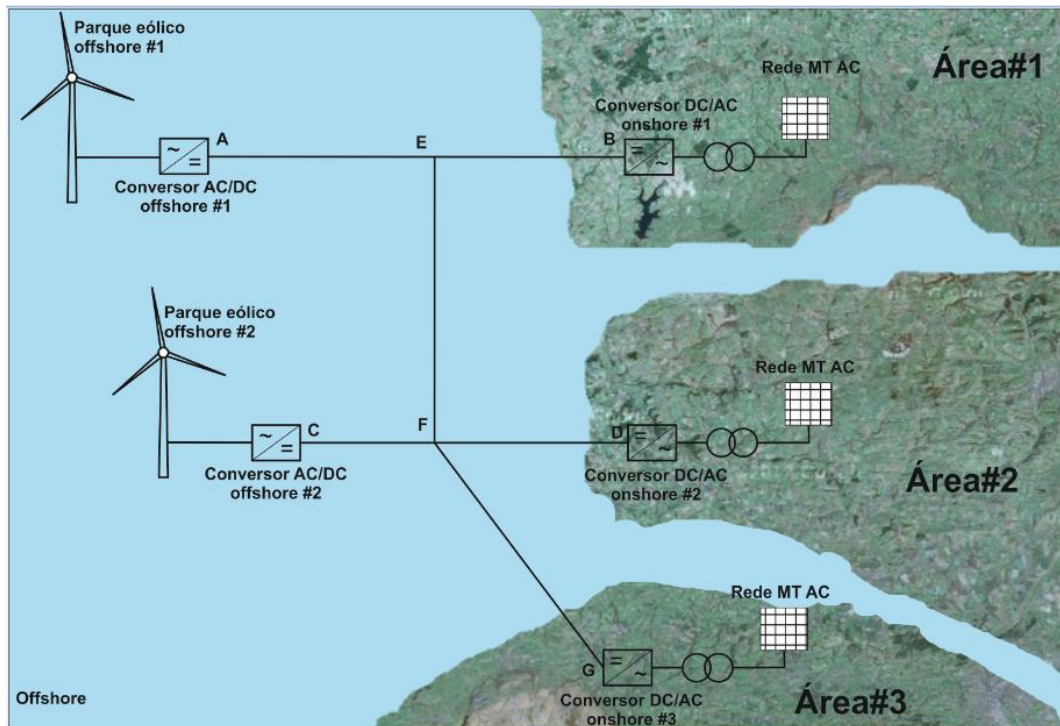 Parque eólico
offshore #1
A
Conversor AC/DC
offshore #1
E
Conversor DC/AC
onshore #1
B
Rede MT AC
Área#1
Parque eólico
offshore #2
C
Conversor AC/DC
offshore #2
F
D
Conversor DC/AC
onshore #2
Rede MT AC
Área#2
Rede MT AC
G
Conversor DC/AC
onshore #3
Área#3
Offshore